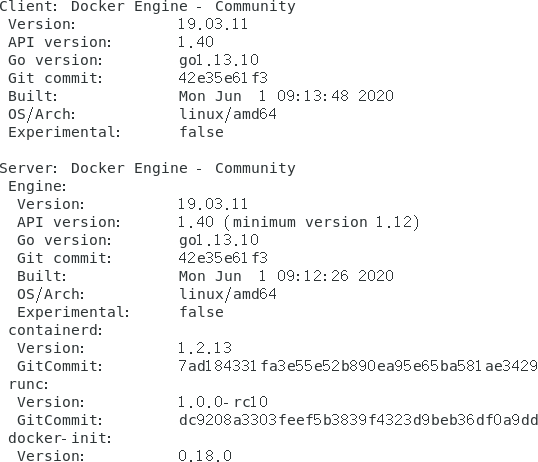 Client: Docker Engine - Community
 Version:           19.03.11
 API version:       1.40
 Go version:        go1.13.10
 Git commit:        42e35e61f3
 Built:             Mon Jun  1 09:13:48 2020
 OS/Arch:           linux/amd64
 Experimental:      false

Server: Docker Engine - Community
 Engine:
  Version:          19.03.11
  API version:      1.40 (minimum version 1.12)
  Go version:       go1.13.10
  Git commit:       42e35e61f3
  Built:            Mon Jun  1 09:12:26 2020
  OS/Arch:          linux/amd64
  Experimental:     false
 containerd:
  Version:          1.2.13
  GitCommit:        7ad184331fa3e55e52b890ea95e65ba581ae3429
 runc:
  Version:          1.0.0-rc10
  GitCommit:        dc9208a3303feef5b3839f4323d9beb36df0a9dd
 docker-init:
  Version:          0.18.0